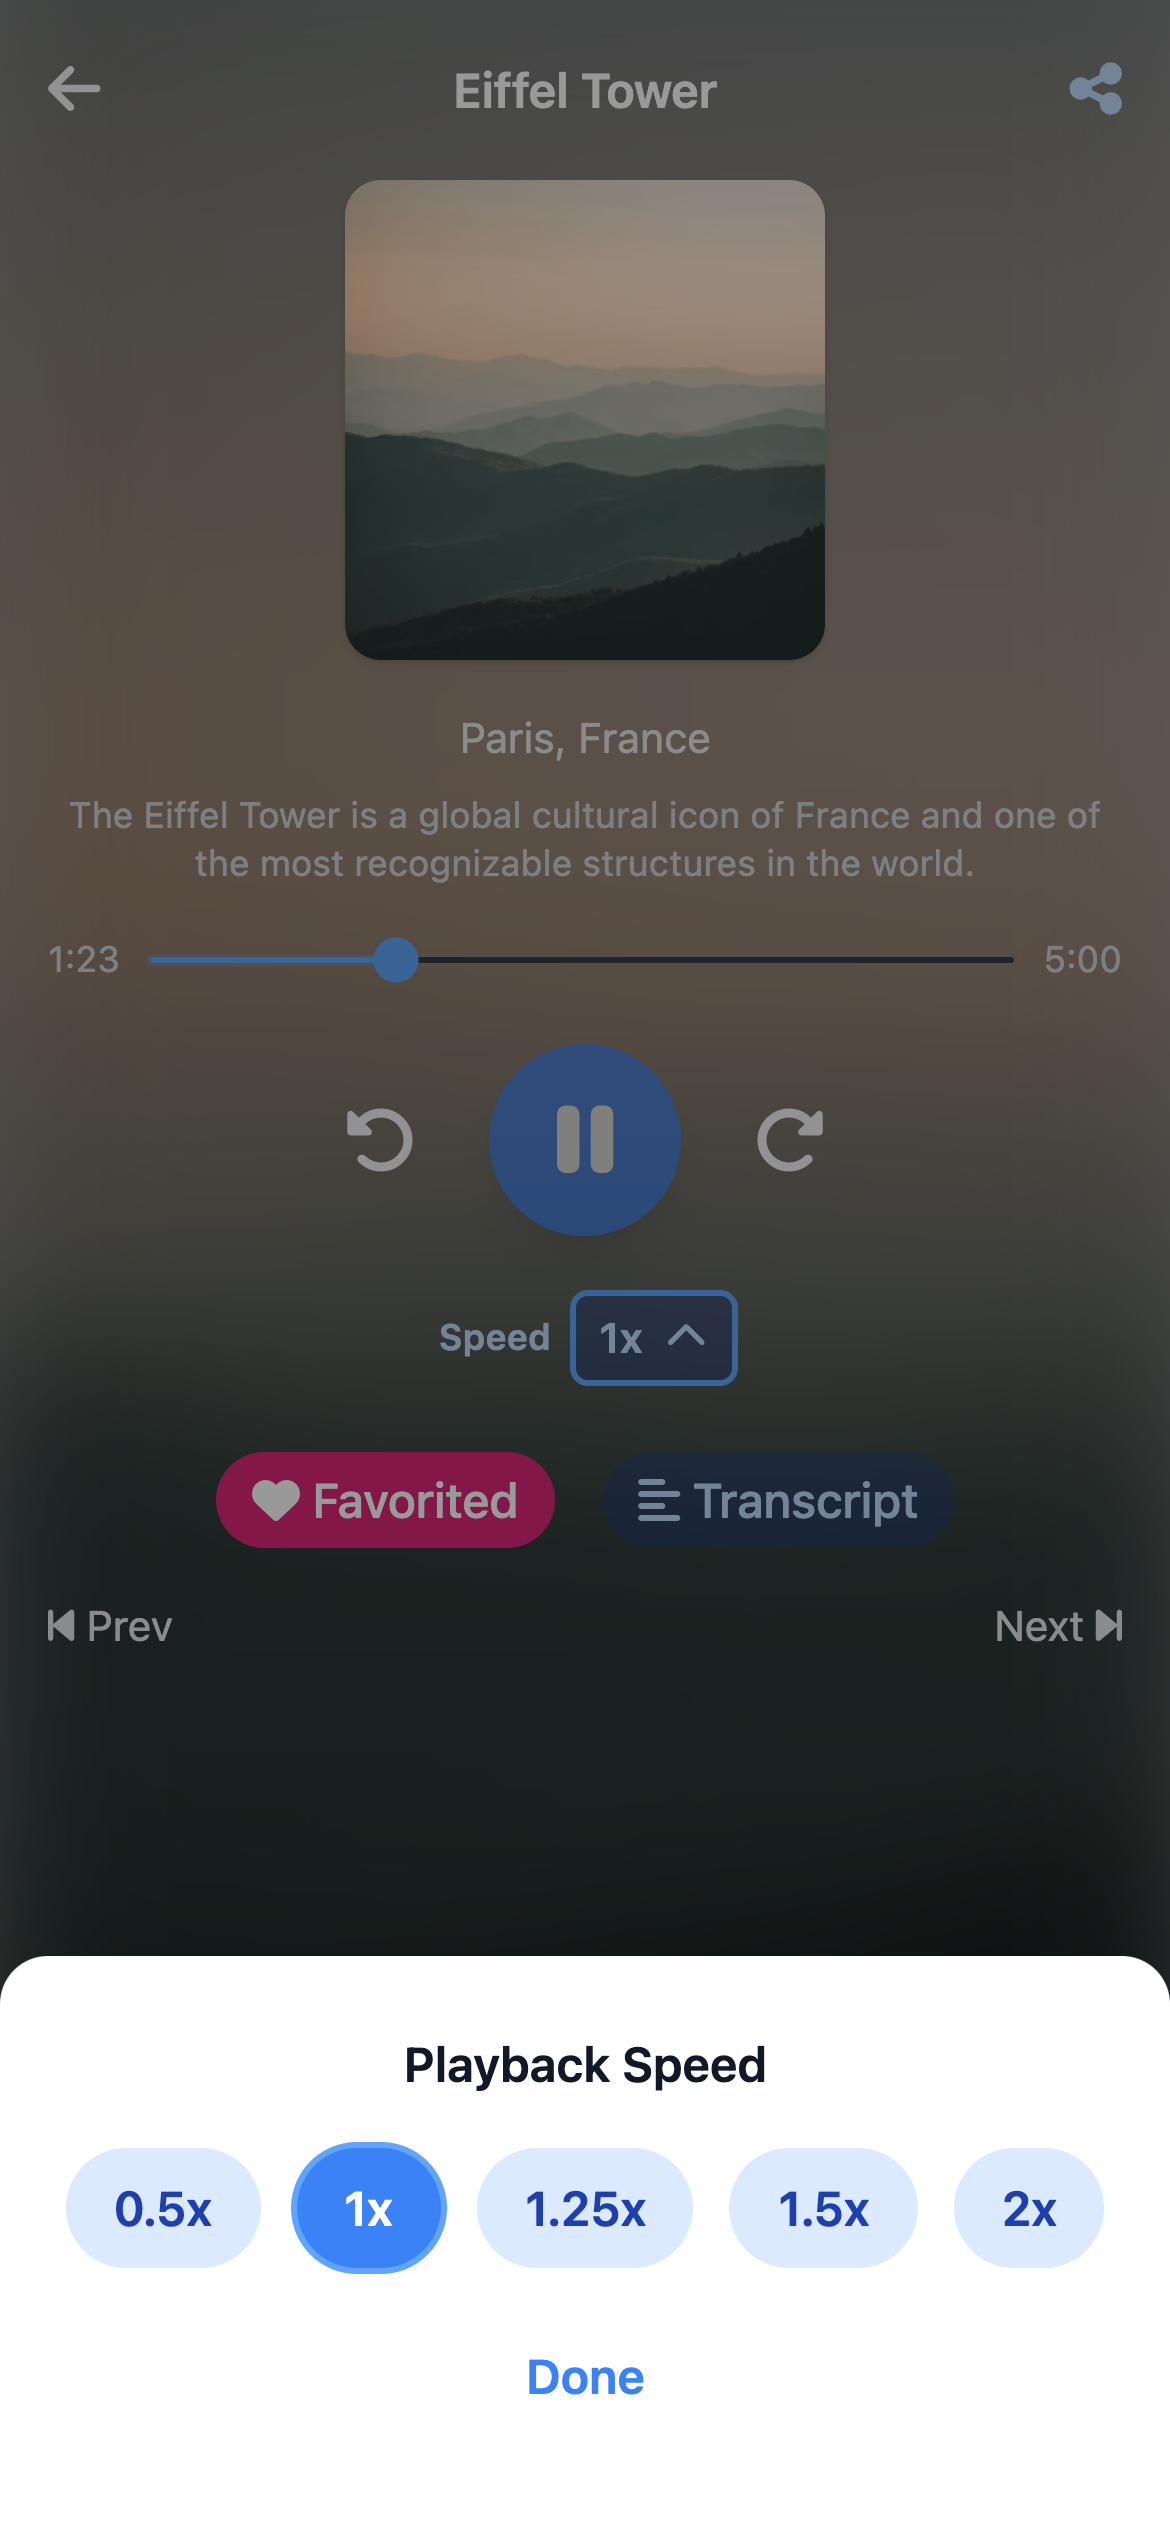 Eiffel Tower
Paris, France
The Eiffel Tower is a global cultural icon of France and one of
the most recognizable structures in the world.
1:23 5:00
Speed 1x
Favorited Transcript
Prev Next
Playback Speed
0.5x 1x 1.25x 1.5x 2x
Done